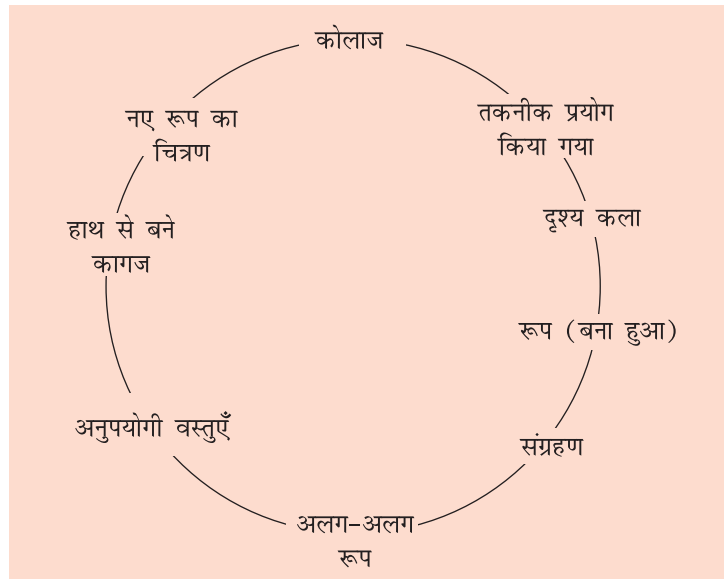 कोलाज
तकनीक प्रयोग
किया गया
दृश्य कला
रूप (बना हुआ)
संग्रहण
अलग-अलग
रूप
अनुपयोगी वस्तुएँ
हाथ से बने
कागज
नए रूप का
चित्रण